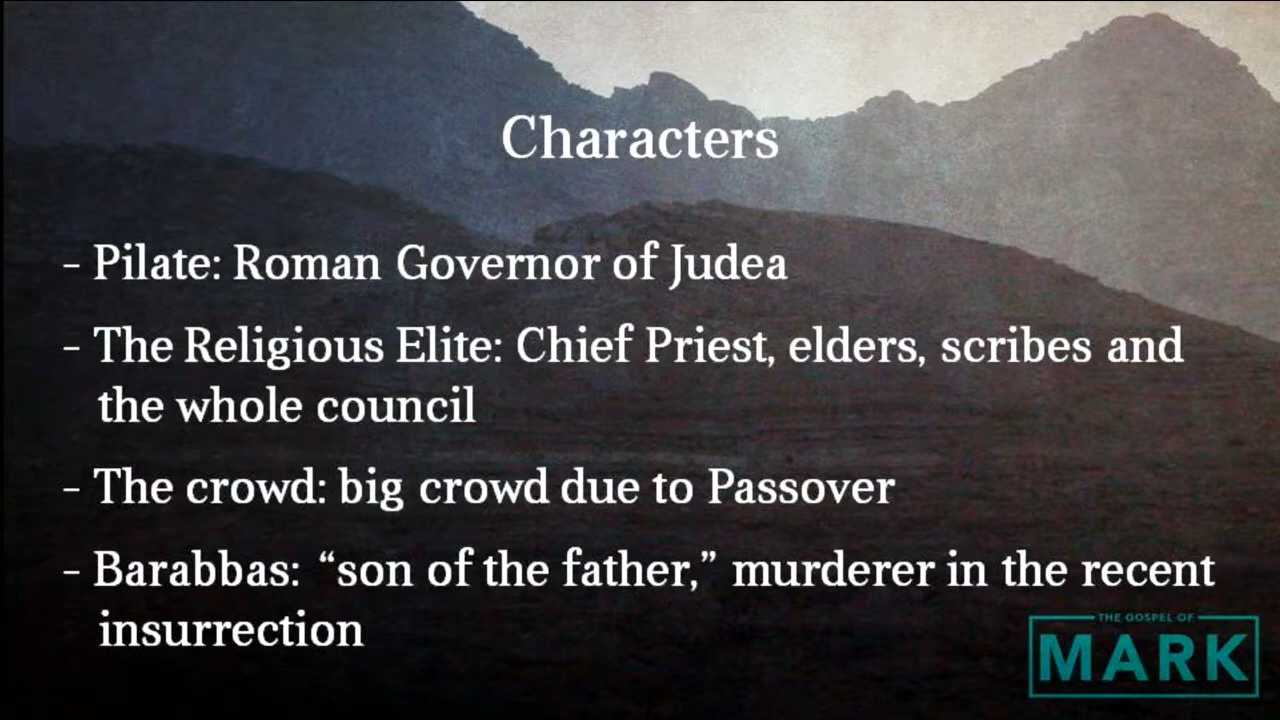 Characters
– Pilate: Roman Governor of Judea
– The Religious Elite: Chief Priest, elders, scribes and
the whole council
– The crowd: big crowd due to Passover
– Barabbas: “son of the father,” murderer in the recent
insurrection
THE GOSPEL OF
MARK